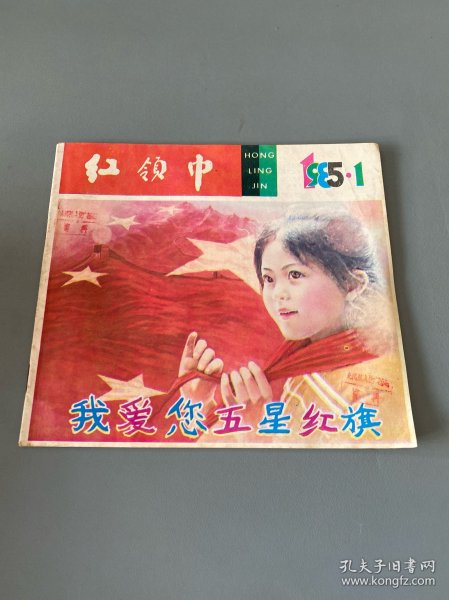 红领巾
HONG
LING
JIN
1985·1
我爱您五星红旗
孔夫子旧书网
www.kongfz.com